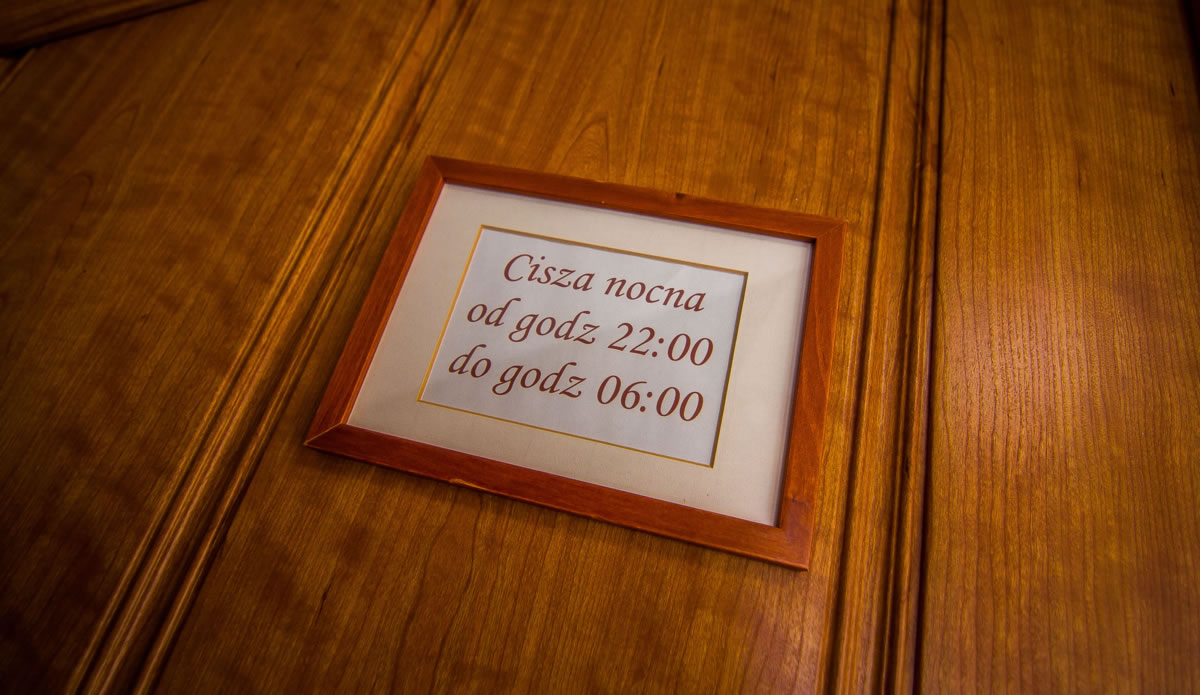 Cisza nocna
od godz 22:00
do godz 06:00